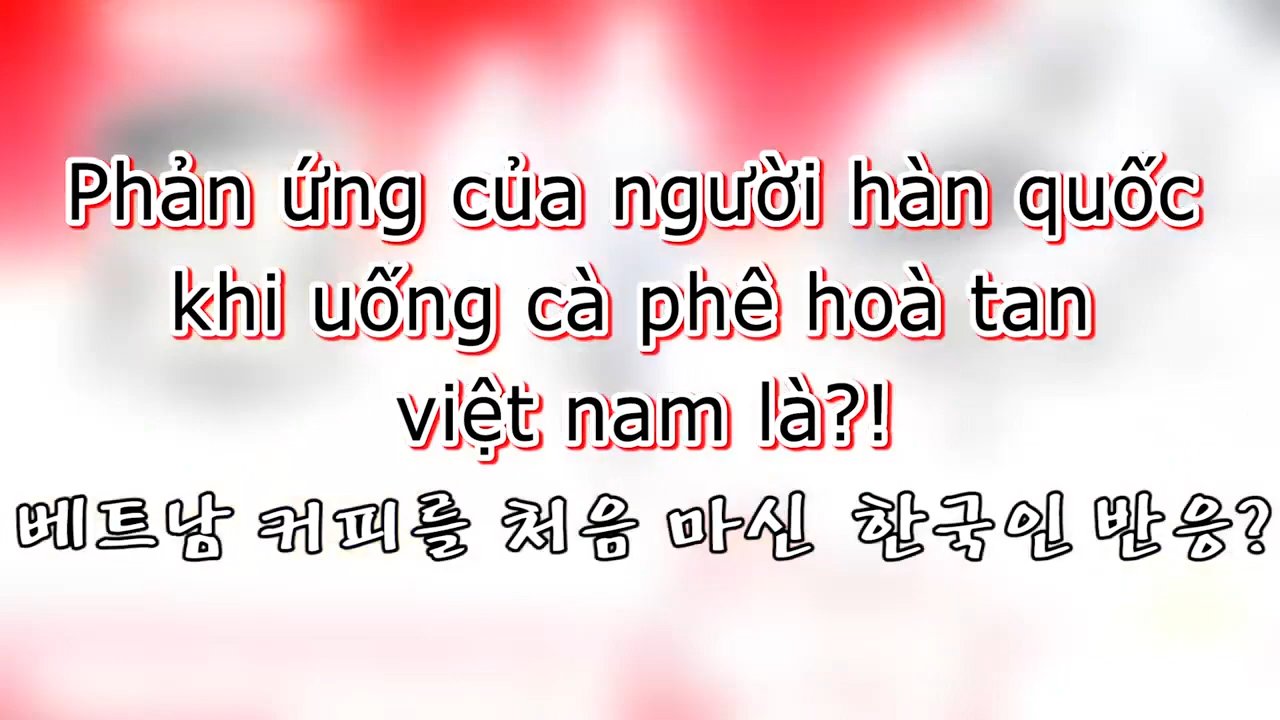 Phản ứng của người hàn quốc
khi uống cà phê hoà tan
việt nam là?!
베트남 커피를 처음 마신 한국인 반응?